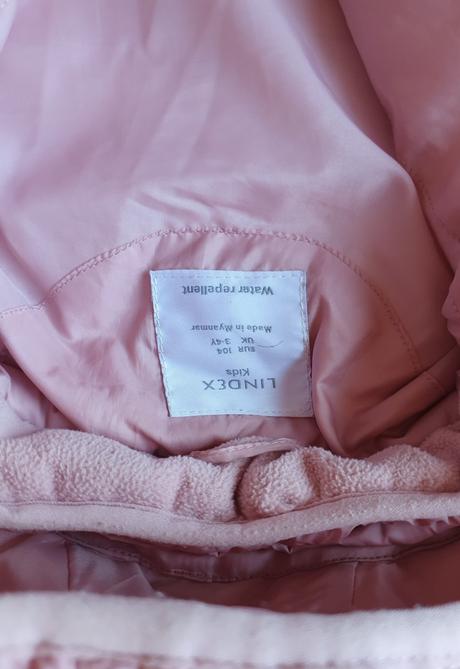 LINDEX
Kids
EUR 104
UK 3-4Y
Made in Myanmar
Water repellent